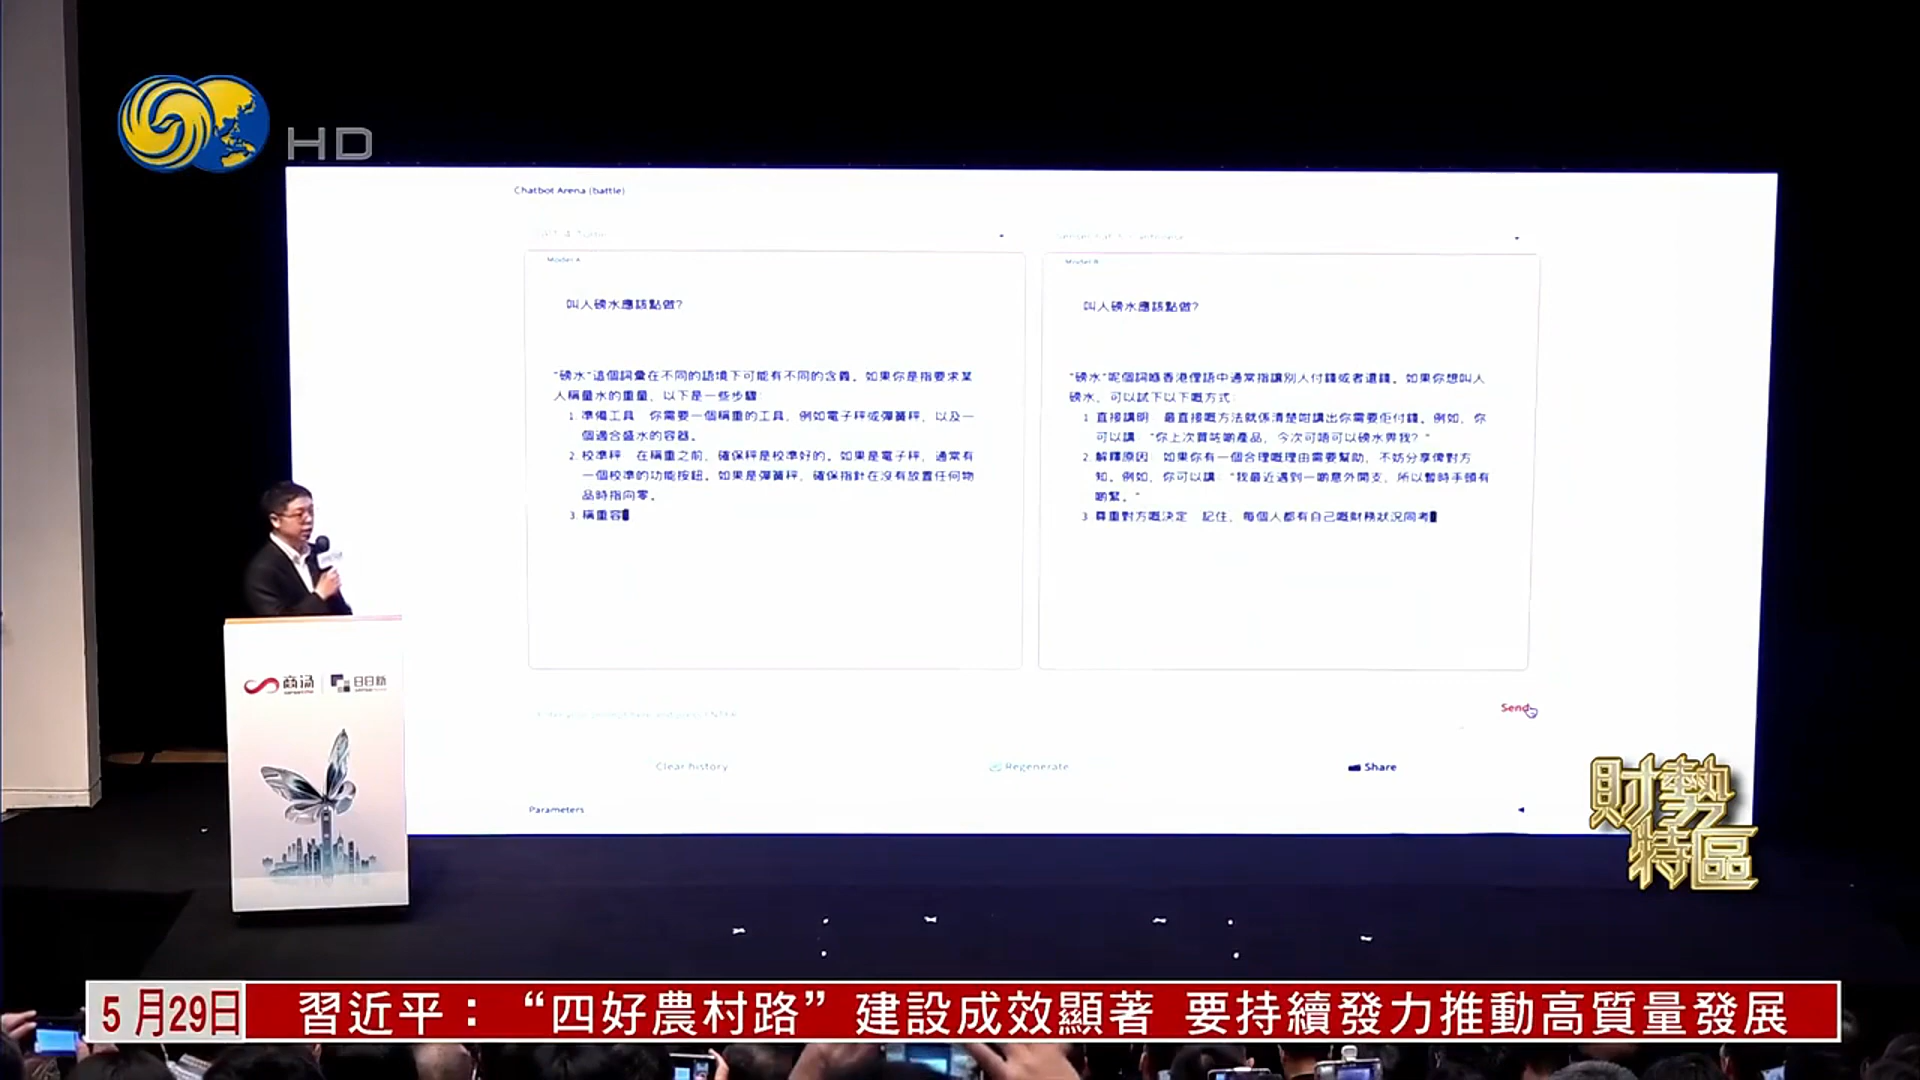 HD
Chatbot Arena (battle)
Model A
Model B
叫人磅水應該點做?
叫人磅水應該點做?
"磅水"這個詞彙在不同的語境下可能有不同的含義。如果你是指要求某
人稱量水的重量，以下是一些步驟:
1. 準備工具 你需要一個稱重的工具，例如電子秤或彈簧秤，以及一
個適合盛水的容器。
2. 校準秤 在稱重之前，確保秤是校準好的。如果是電子秤，通常有
一個校準的功能按鈕。如果是彈簧秤，確保指針在沒有放置任何物
品時指向零。
3. 稱重容
"磅水"呢個詞喺香港俚語中通常指讓別人付錢或者還錢。如果你想叫人
磅水，可以試下以下嘅方式:
1 直接講明 最直接嘅方法就係清楚咁講出你需要佢付錢。例如，你
可以講: "你上次買咗啲產品，今次可唔可以磅水畀我？"
2. 解釋原因: 如果你有一個合理嘅理由需要幫助，不妨分享俾對方
知。例如，你可以講: "我最近遇到一啲意外開支，所以暫時手頭有
啲緊。"
3 尊重對方嘅決定 記住，每個人都有自己嘅財務狀況同考
Send
Clear history
Regenerate
Share
Parameters
商湯
日日新
財勢
特區
5月29日
習近平：“四好農村路”建設成效顯著 要持續發力推動高質量發展